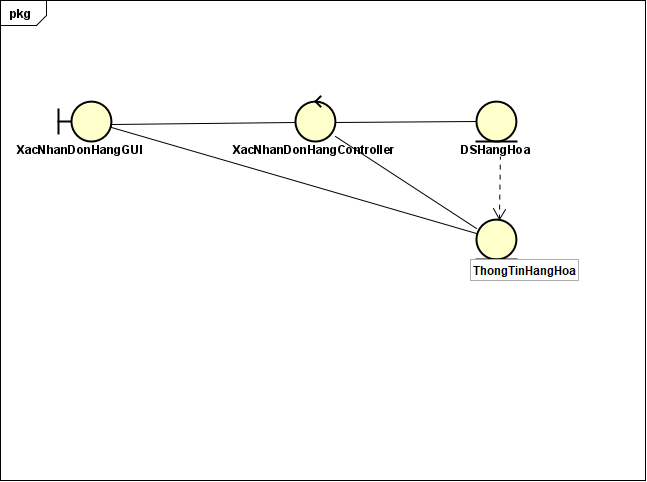 pkg
XacNhanDonHangGUI
XacNhanDonHangController
DSHangHoa
ThongTinHangHoa